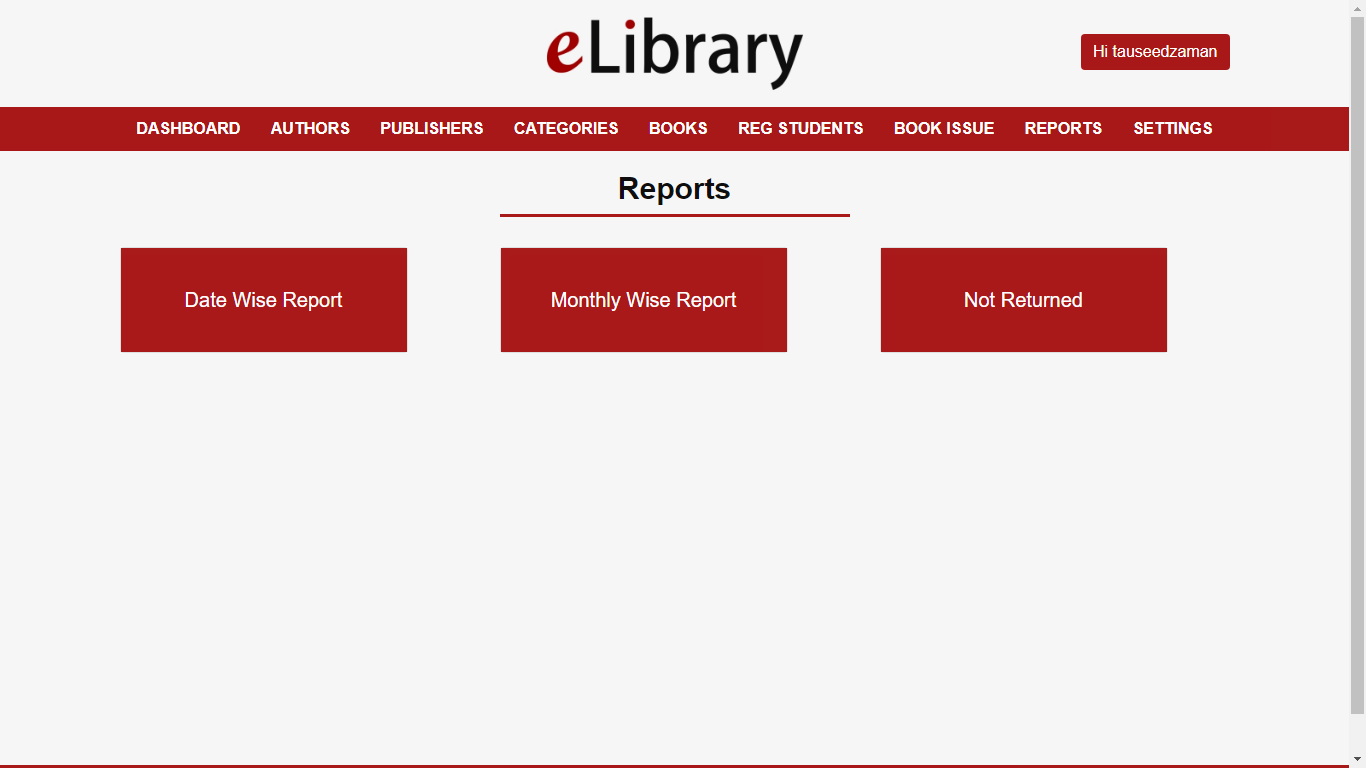 eLibrary
Hi tauseedzaman
DASHBOARD AUTHORS PUBLISHERS CATEGORIES BOOKS REG STUDENTS BOOK ISSUE REPORTS SETTINGS
Reports
Date Wise Report
Monthly Wise Report
Not Returned